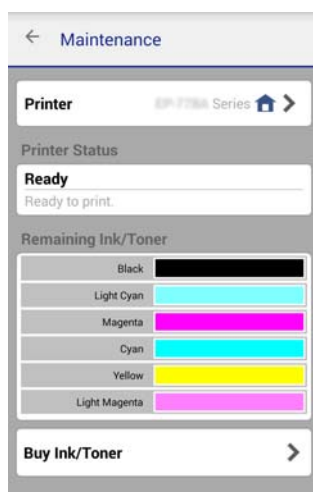 Maintenance
Printer Series
Printer Status
Ready
Ready to print.
Remaining Ink/Toner
Black
Light Cyan
Magenta
Cyan
Yellow
Light Magenta
Buy Ink/Toner